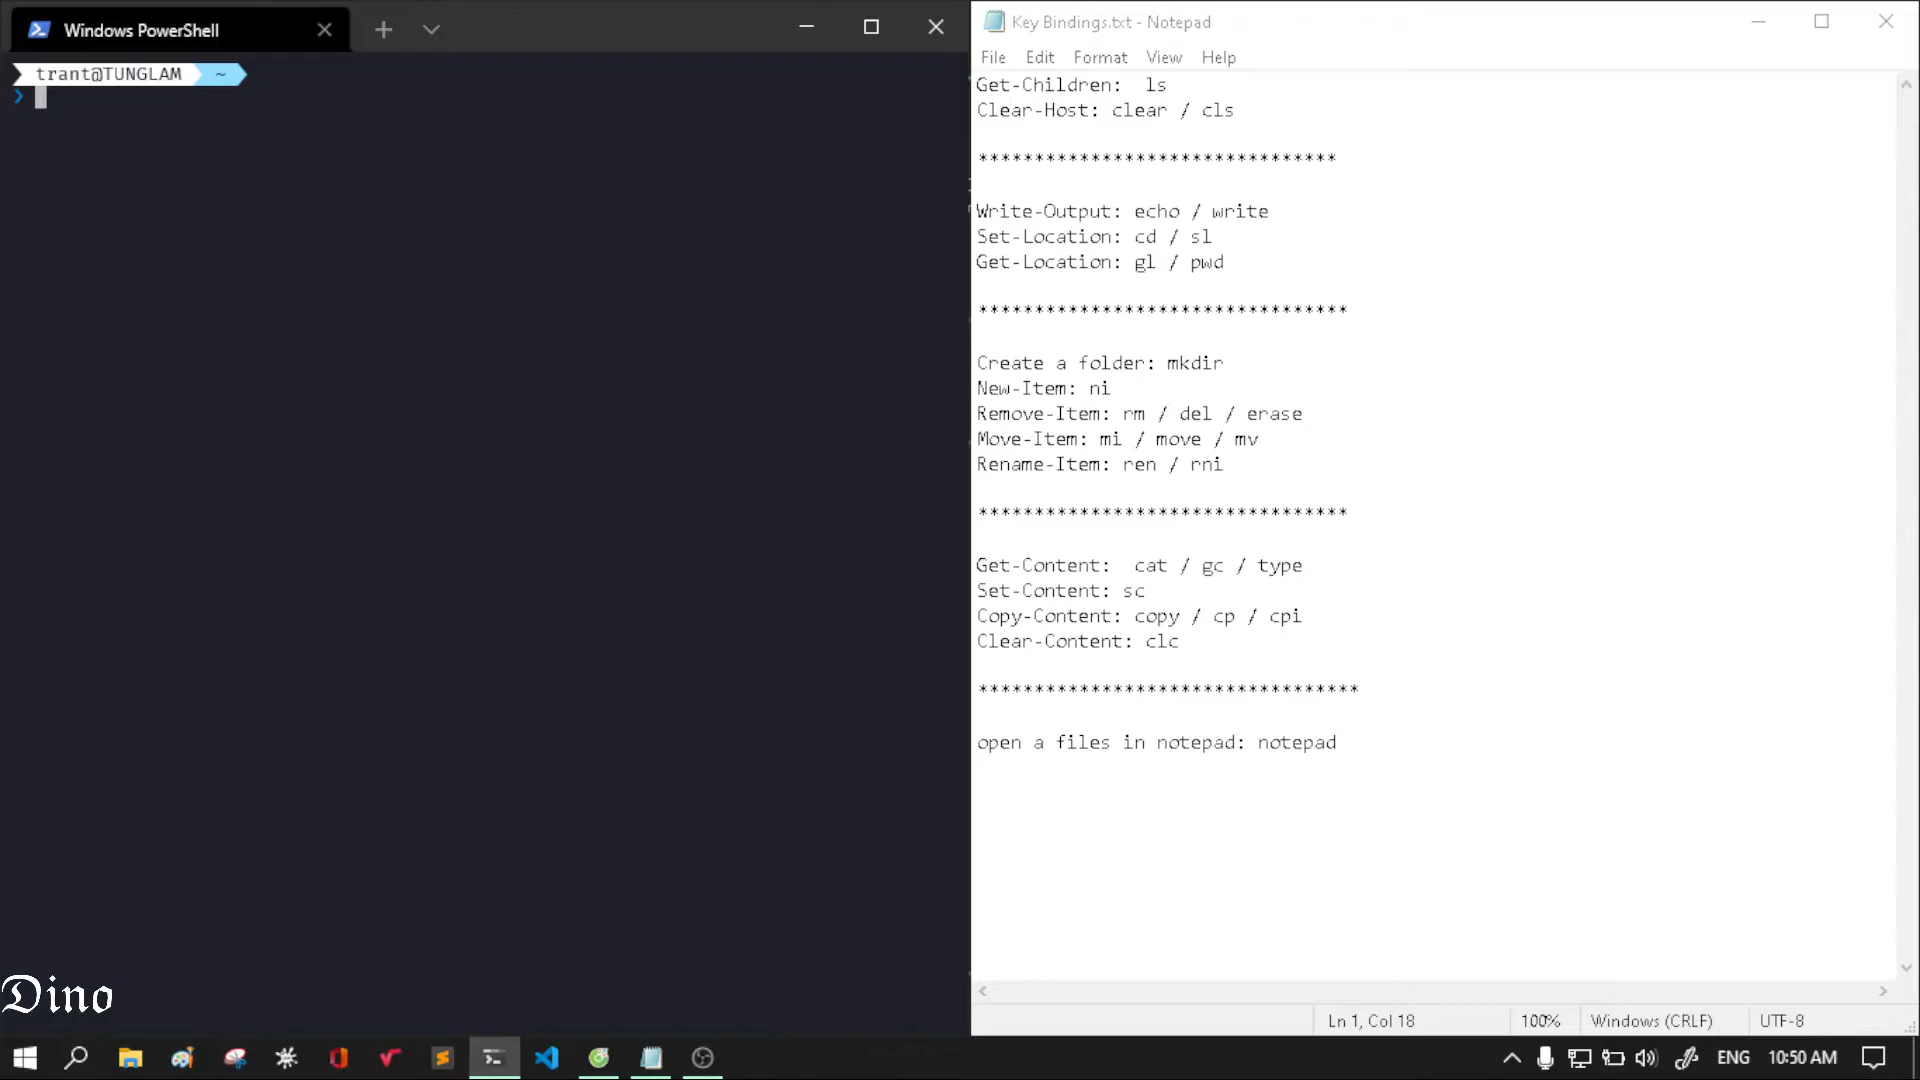 Windows PowerShell
trant@TUNGLAM ~
Dino
Key Bindings.txt - Notepad
File Edit Format View Help
Get-Children:  ls
Clear-Host: clear / cls
********************************
Write-Output: echo / write
Set-Location: cd / sl
Get-Location: gl / pwd
*********************************
Create a folder: mkdir
New-Item: ni
Remove-Item: rm / del / erase
Move-Item: mi / move / mv
Rename-Item: ren / rni
*********************************
Get-Content:  cat / gc / type
Set-Content: sc
Copy-Content: copy / cp / cpi
Clear-Content: clc
**********************************
open a files in notepad: notepad
Ln 1, Col 18 100% Windows (CRLF) UTF-8
ENG 10:50 AM